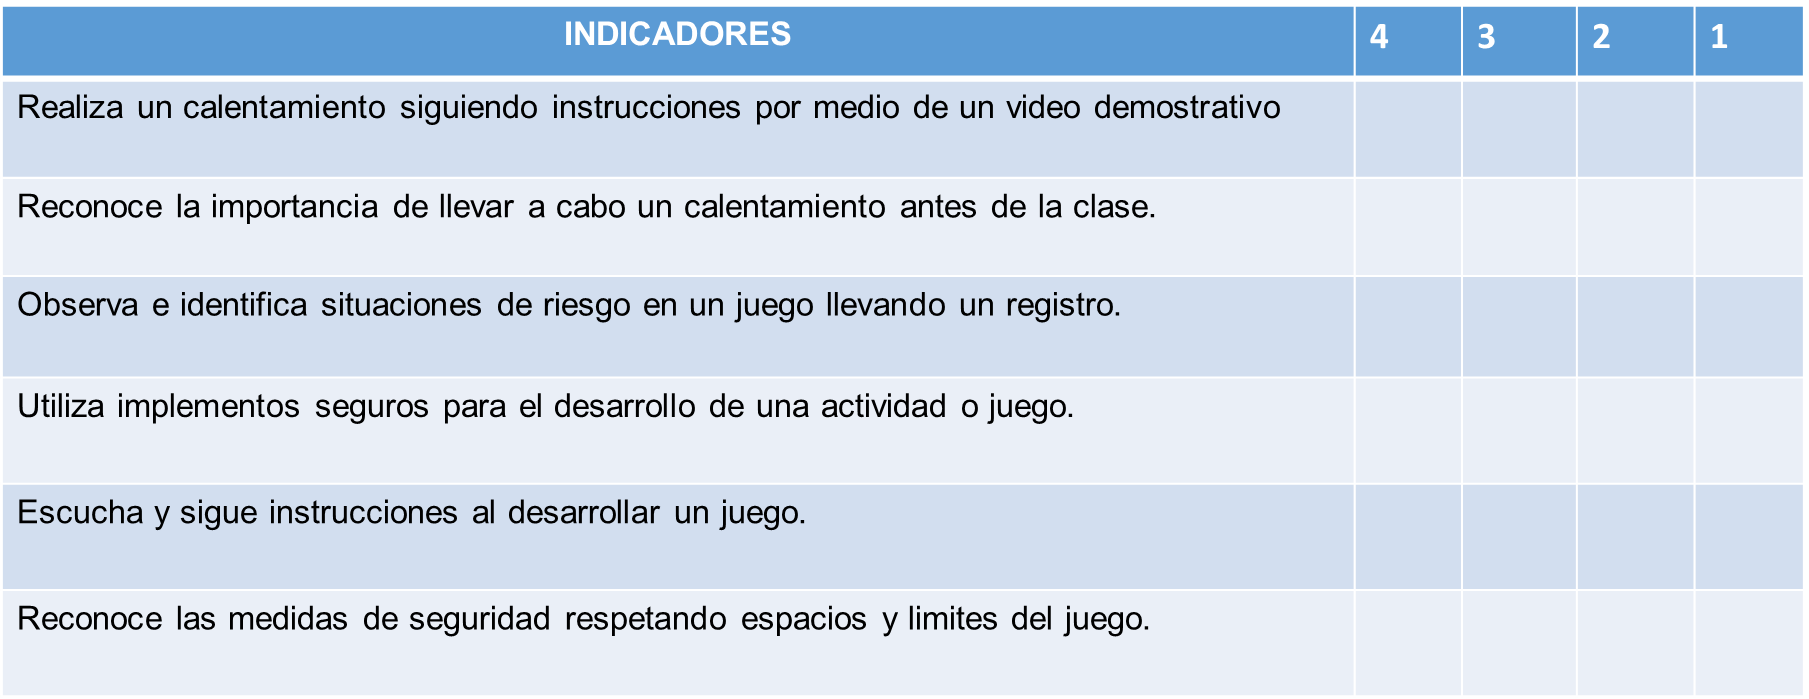 INDICADORES 4 3 2 1
Realiza un calentamiento siguiendo instrucciones por medio de un video demostrativo
Reconoce la importancia de llevar a cabo un calentamiento antes de la clase.
Observa e identifica situaciones de riesgo en un juego llevando un registro.
Utiliza implementos seguros para el desarrollo de una actividad o juego.
Escucha y sigue instrucciones al desarrollar un juego.
Reconoce las medidas de seguridad respetando espacios y limites del juego.